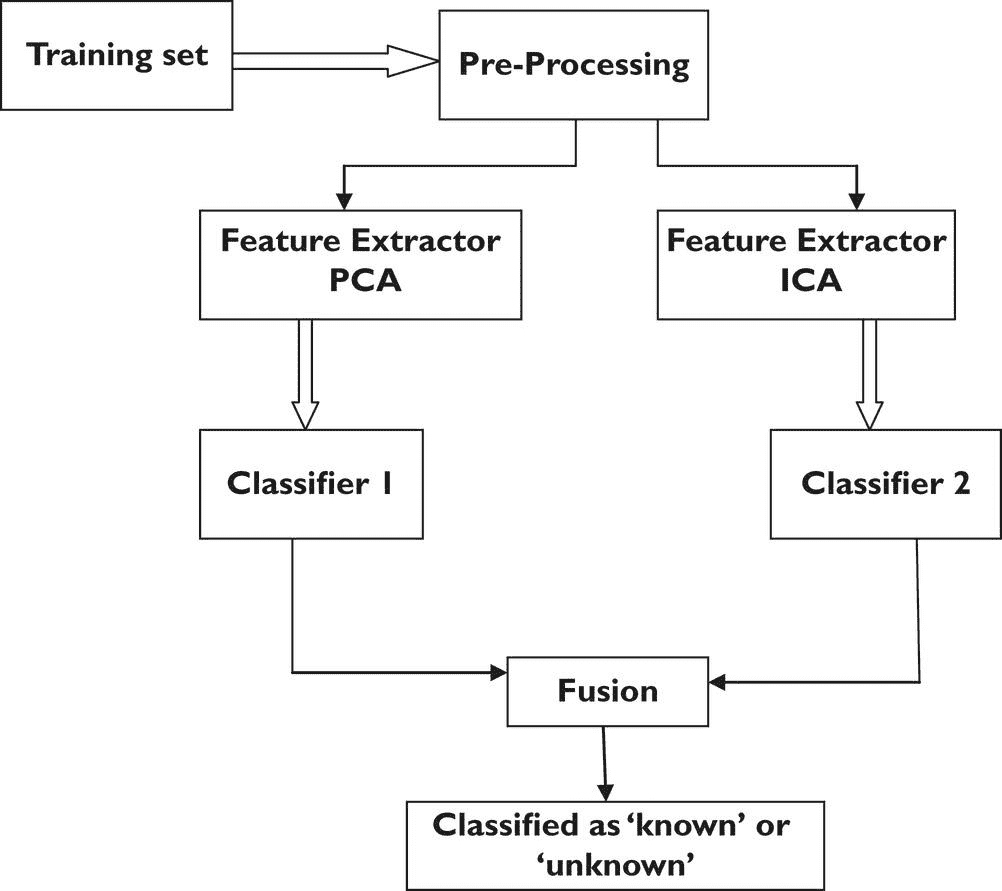 Training set
Pre-Processing
Feature Extractor
PCA
Feature Extractor
ICA
Classifier 1
Classifier 2
Fusion
Classified as ‘known’ or
‘unknown’